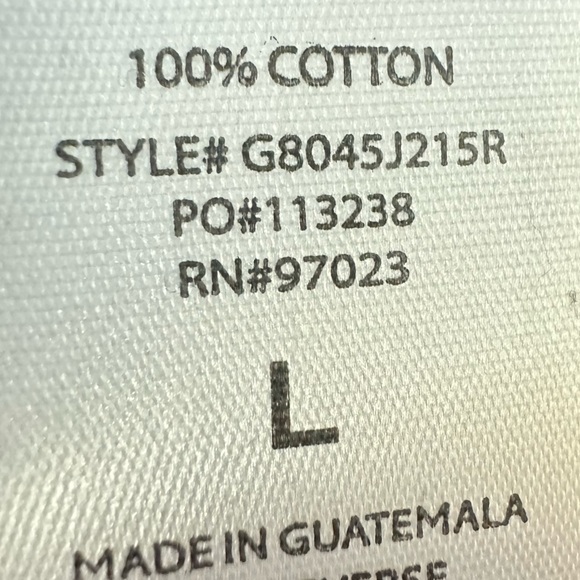 100% COTTON
STYLE# G8045J215R
PO#113238
RN#97023
L
MADE IN GUATEMALA